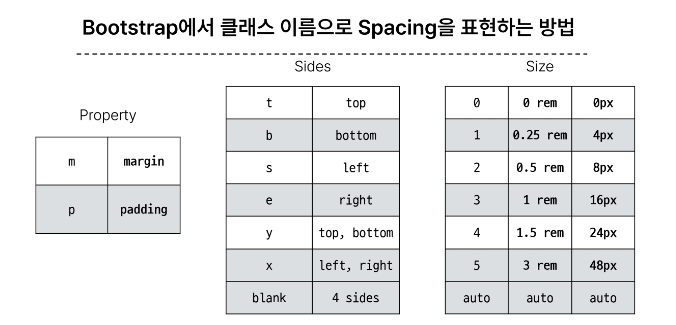 Bootstrap에서 클래스 이름으로 Spacing을 표현하는 방법
Property
m margin
p padding
Sides
t top
b bottom
s left
e right
y top, bottom
x left, right
blank 4 sides
Size
0 0 rem 0px
1 0.25 rem 4px
2 0.5 rem 8px
3 1 rem 16px
4 1.5 rem 24px
5 3 rem 48px
auto auto auto